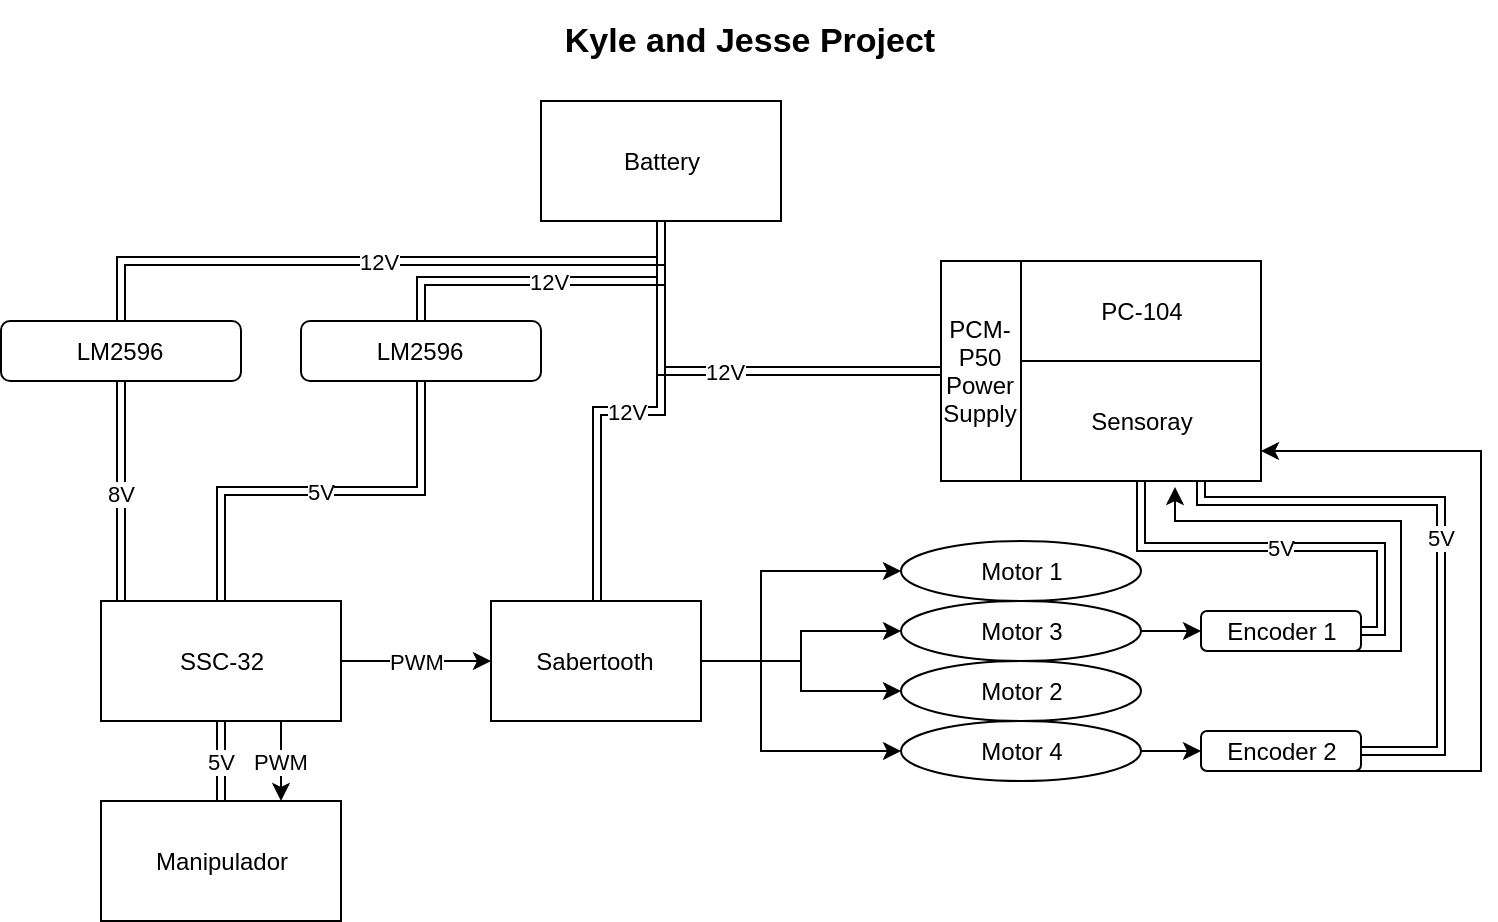 Kyle and Jesse Project
Battery
12V
12V
LM2596
LM2596
12V
12V
PCM-
P50
Power
Supply
PC-104
Sensoray
8V
5V
5V
5V
SSC-32
PWM
Sabertooth
Motor 1
Motor 3
Motor 2
Motor 4
Encoder 1
Encoder 2
5V
PWM
Manipulador